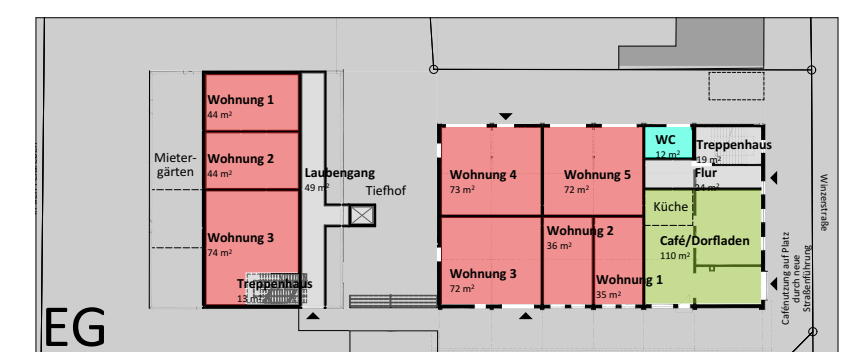 Wohnung 1
44 m²
Wohnung 2
44 m²
Wohnung 3
74 m²
Treppenhaus
13 m²
Mieter-
gärten
Laubengang
49 m²
Tiefhof
Wohnung 4
73 m²
Wohnung 5
72 m²
Wohnung 3
72 m²
Wohnung 2
36 m²
Wohnung 1
35 m²
WC
12 m²
Treppenhaus
19 m²
Flur
24 m²
Küche
Café/Dorfladen
110 m²
Winzerstraße
Cafénutzung auf Platz
durch neue
Straßenführung
EG